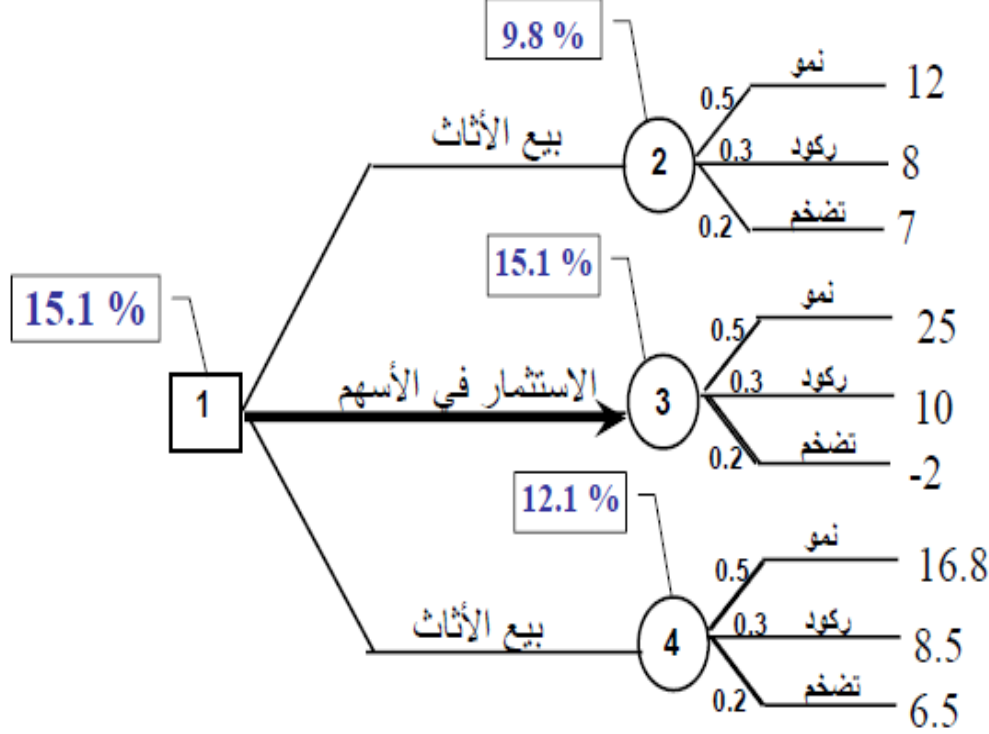 9.8 %
نمو
0.5
12
بيع الأثاث
2
0.3
ركود
8
0.2
تضخم
7
15.1 %
15.1 %
نمو
0.5
25
1
الاستثمار في الأسهم
3
0.3
ركود
10
0.2
تضخم
-2
12.1 %
نمو
0.5
16.8
بيع الأثاث
4
0.3
ركود
8.5
0.2
تضخم
6.5